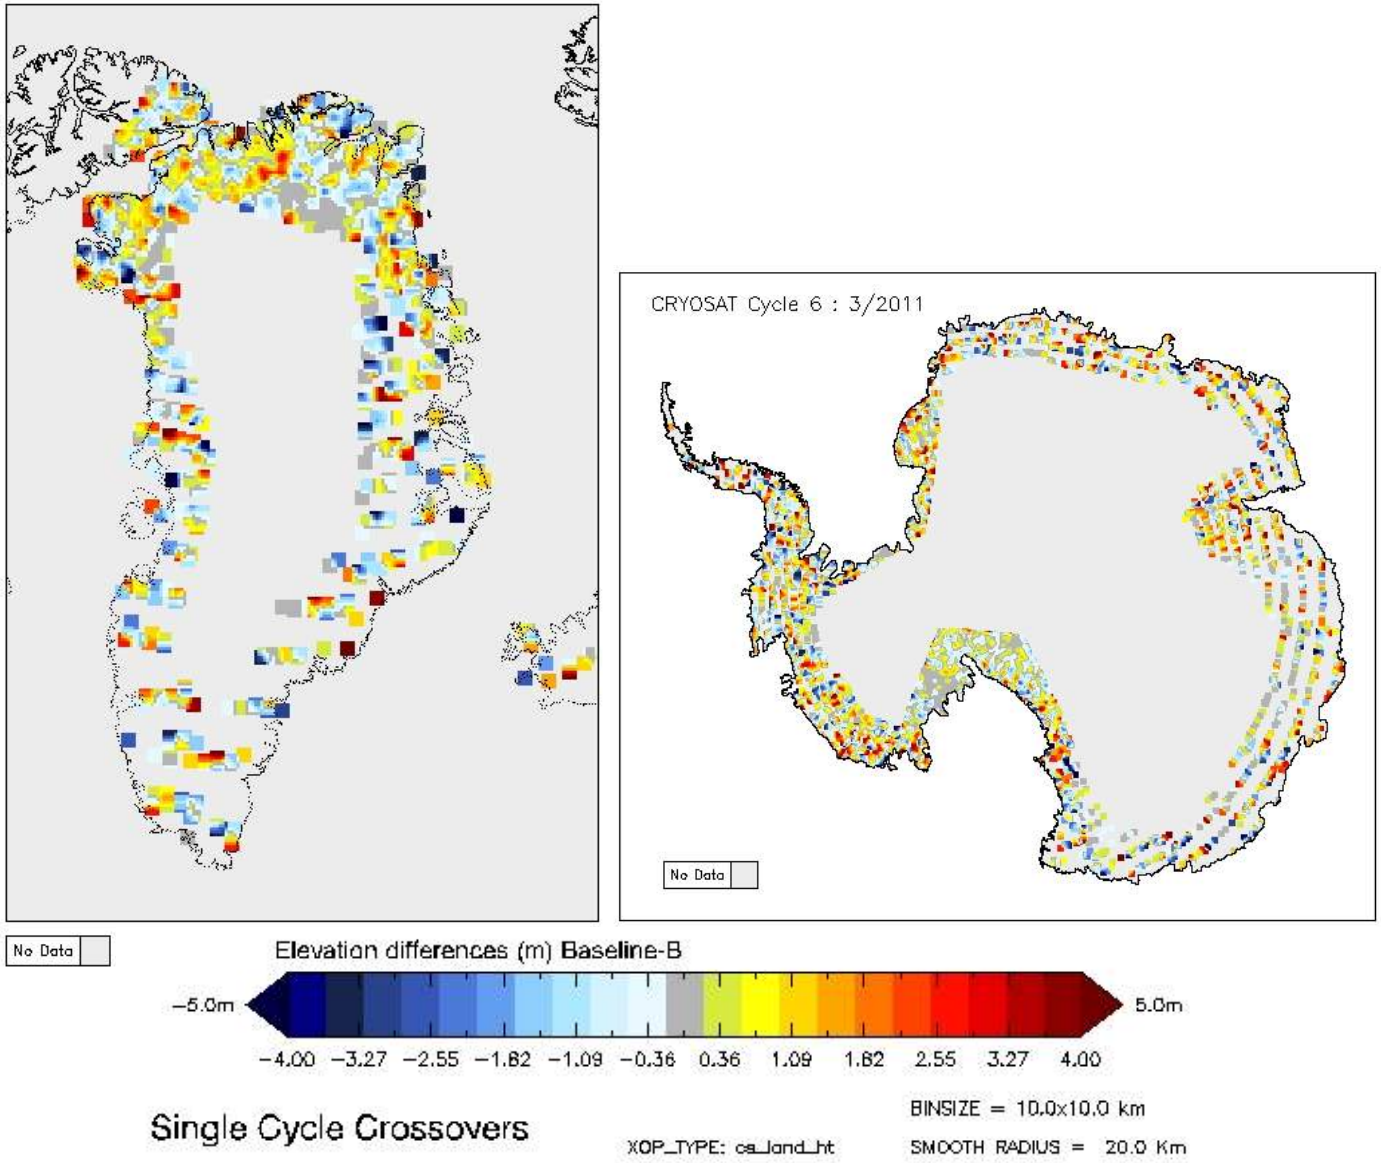 CRYOSAT Cycle 6 : 3/2011
No Data
No Data
Elevation differences (m) Baseline-B
-5.0m
5.0m
-4.00 -3.27 -2.55 -1.82 -1.09 -0.36 0.36 1.09 1.82 2.55 3.27 4.00
BINSIZE = 10.0x10.0 km
Single Cycle Crossovers
XOP_TYPE: cs_land_ht
SMOOTH RADIUS = 20.0 Km